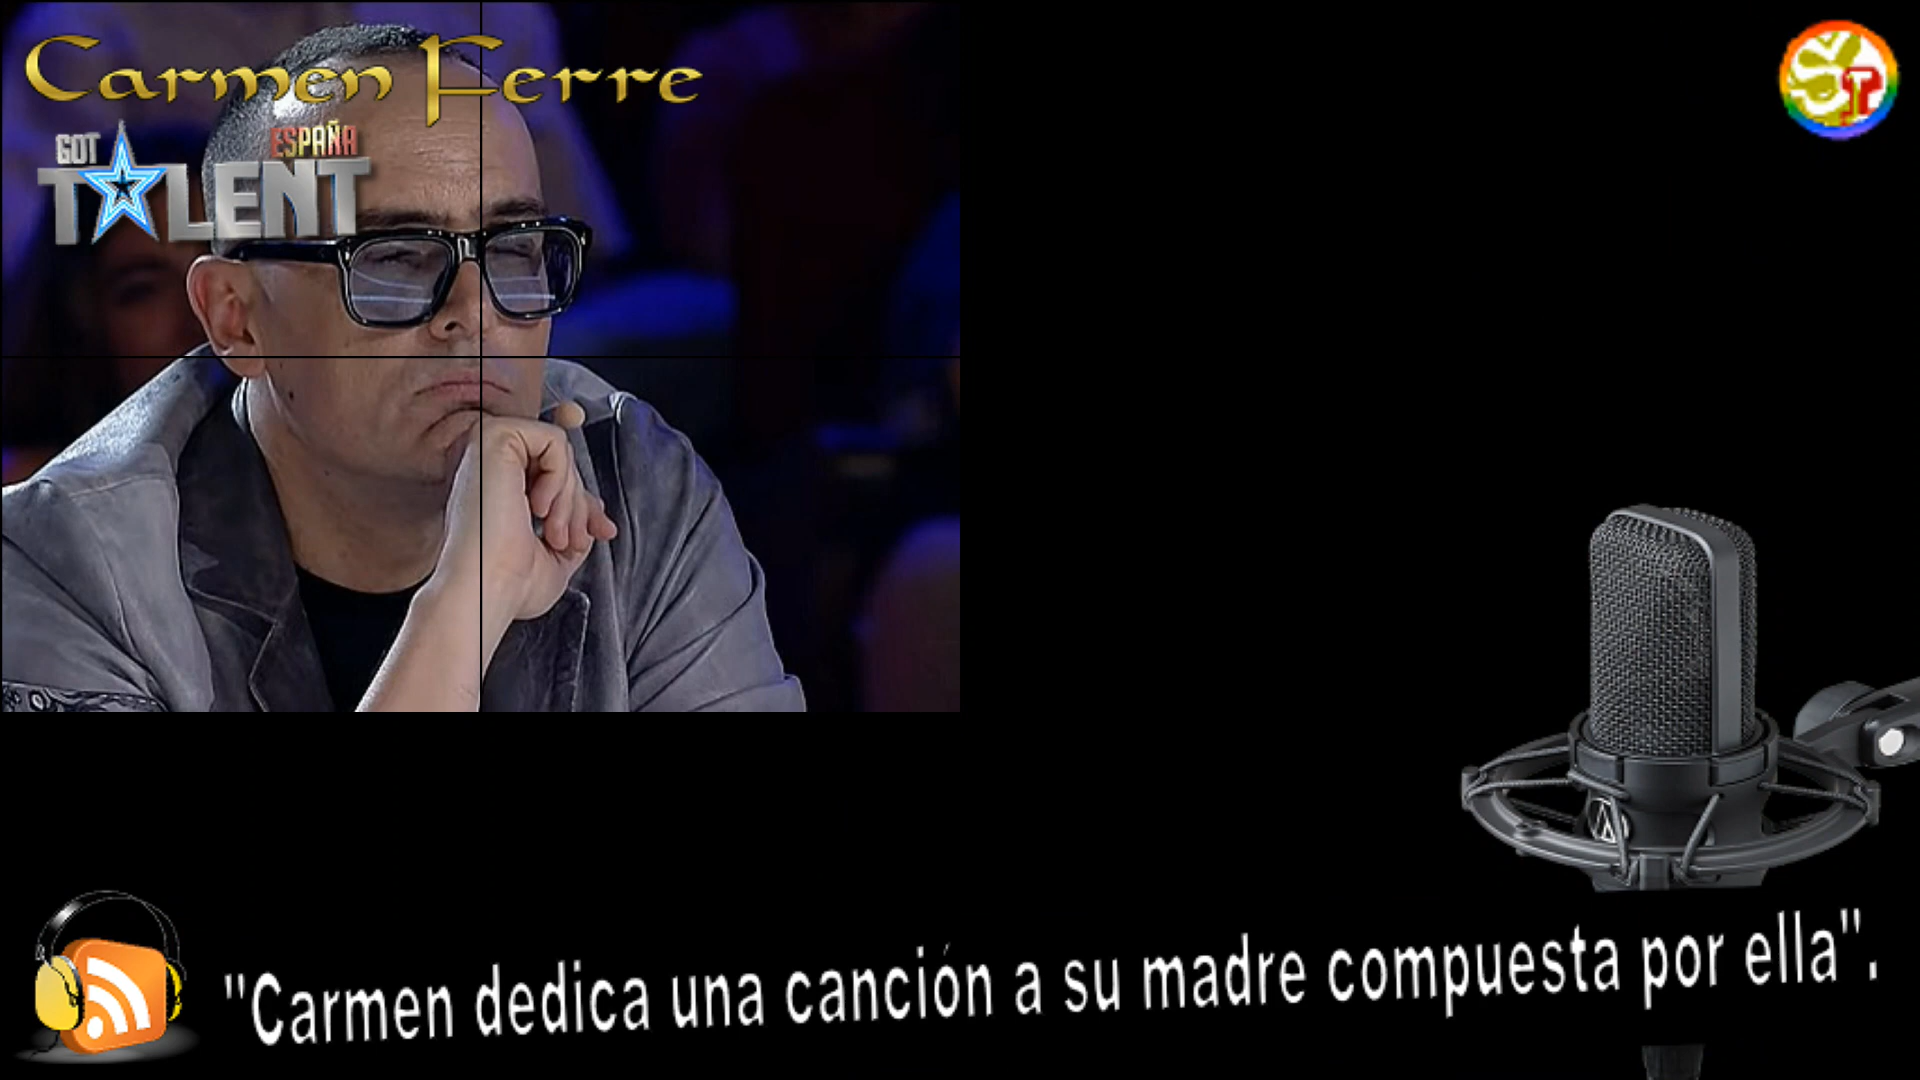 Carmen Ferre
GOT
ESPAÑA
TALENT
"Carmen dedica una canción a su madre compuesta por ella".